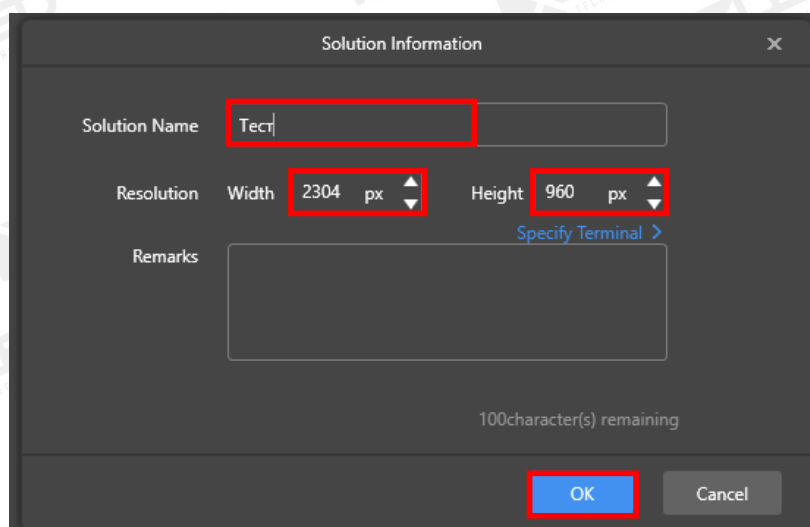 Solution Information
Solution Name Тест
Resolution Width 2304 px Height 960 px
Specify Terminal >
Remarks
100character(s) remaining
OK Cancel